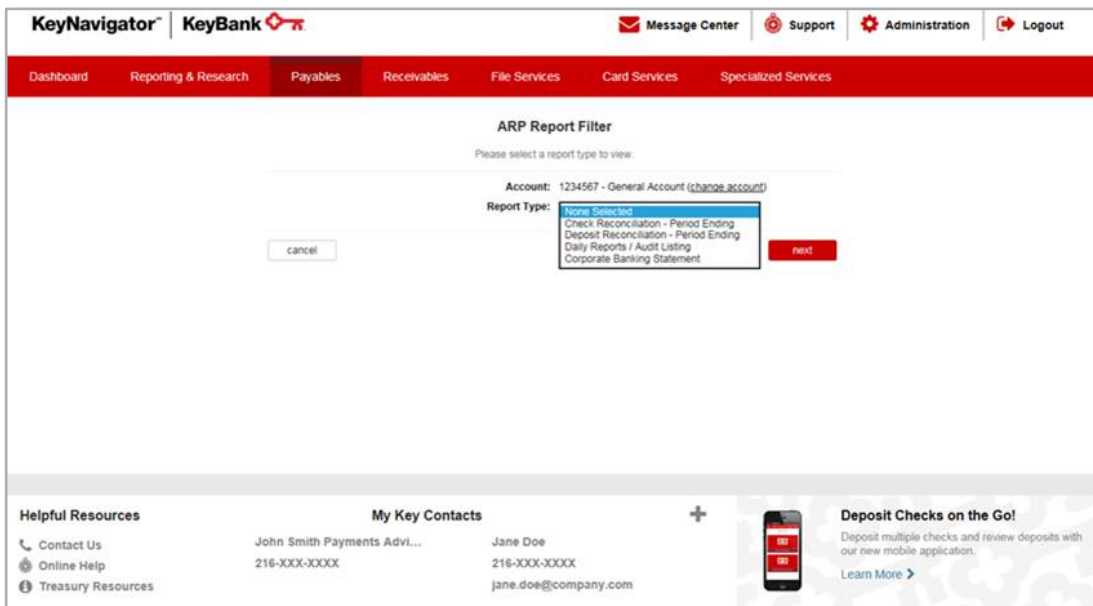 KeyNavigator™ KeyBank
Message Center Support Administration Logout
Dashboard Reporting & Research Payables Receivables File Services Card Services Specialized Services
ARP Report Filter
Please select a report type to view.
Account: 1234567 - General Account (change account)
Report Type: None Selected
Check Reconciliation - Period Ending
Deposit Reconciliation - Period Ending
Daily Reports / Audit Listing
Corporate Banking Statement
cancel next
Helpful Resources
Contact Us
Online Help
Treasury Resources
My Key Contacts
John Smith Payments Advi...
216-XXX-XXXX
Jane Doe
216-XXX-XXXX
jane.doe@company.com
Deposit Checks on the Go!
Deposit multiple checks and review deposits with
our new mobile application.
Learn More